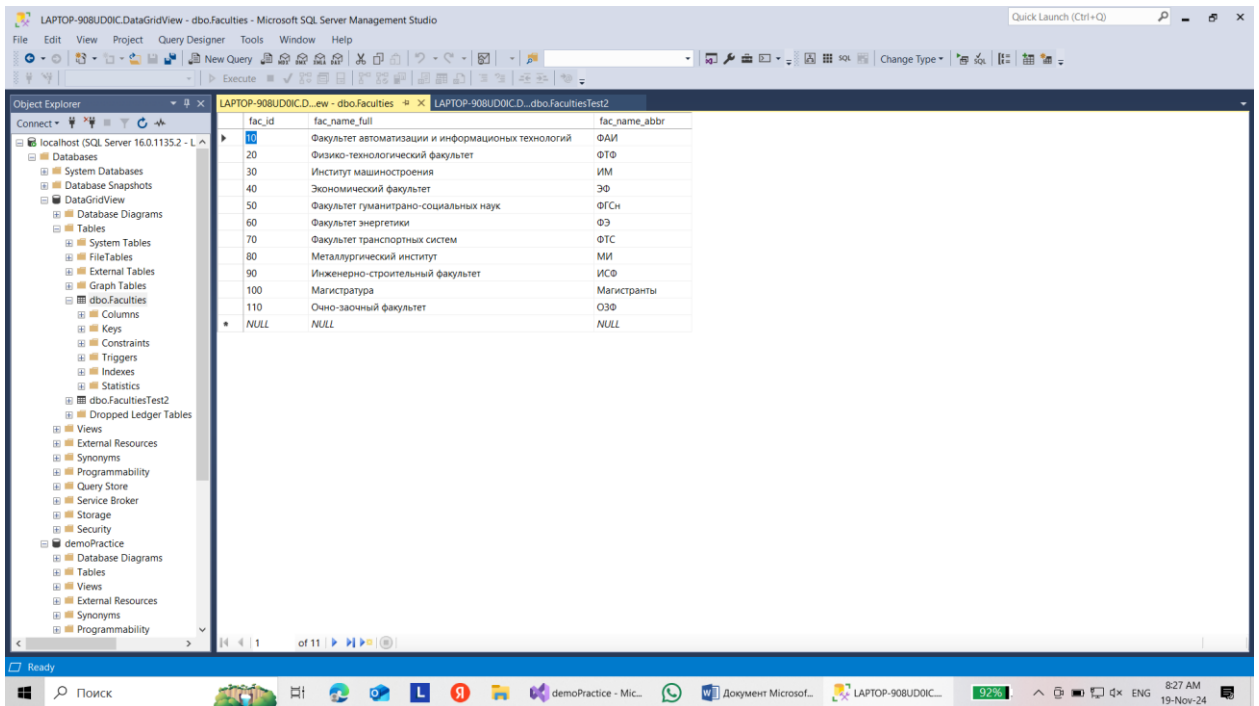 LAPTOP-908UD0IC.DataGridView - dbo.Faculties - Microsoft SQL Server Management Studio
Quick Launch (Ctrl+Q)
File Edit View Project Query Designer Tools Window Help
New Query
Change Type
Execute
Object Explorer
Connect
localhost (SQL Server 16.0.1135.2 - L
Databases
System Databases
Database Snapshots
DataGridView
Database Diagrams
Tables
System Tables
FileTables
External Tables
Graph Tables
dbo.Faculties
Columns
Keys
Constraints
Triggers
Indexes
Statistics
dbo.FacultiesTest2
Dropped Ledger Tables
Views
External Resources
Synonyms
Programmability
Query Store
Service Broker
Storage
Security
demoPractice
Database Diagrams
Tables
Views
External Resources
Synonyms
Programmability
LAPTOP-908UD0IC.D...ew - dbo.Faculties LAPTOP-908UD0IC.D...dbo.FacultiesTest2
fac_id fac_name_full fac_name_abbr
10 Факультет автоматизации и информационых технологий ФАИ
20 Физико-технологический факультет ФТФ
30 Институт машиностроения ИМ
40 Экономический факультет ЭФ
50 Факультет гуманитрано-социальных наук ФГСн
60 Факультет энергетики ФЭ
70 Факультет транспортных систем ФТС
80 Металлургический институт МИ
90 Инженерно-строительный факультет ИСФ
100 Магистратура Магистранты
110 Очно-заочный факультет ОЗФ
NULL NULL NULL
1 of 11
Ready
Поиск
demoPractice - Mic...
Документ Microsof...
LAPTOP-908UD0IC....
92%
ENG
8:27 AM
19-Nov-24